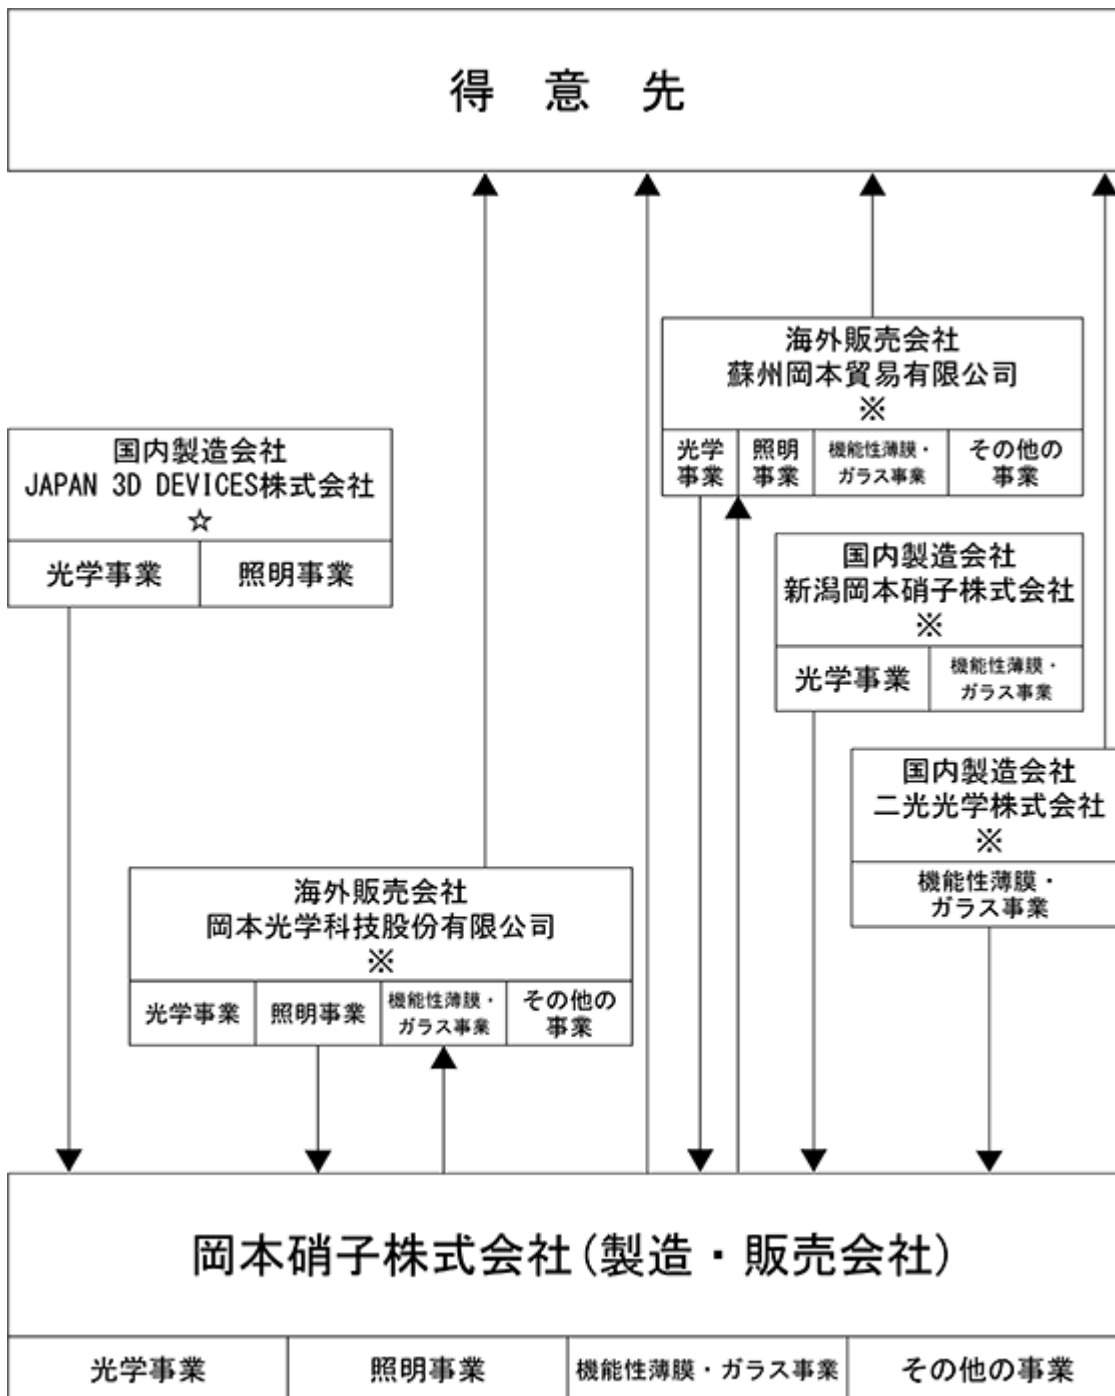 得　意　先
海外販売会社
蘇州岡本貿易有限公司
※
光学
事業
照明
事業
機能性薄膜・
ガラス事業
その他の
事業
国内製造会社
JAPAN 3D DEVICES株式会社
☆
光学事業
照明事業
国内製造会社
新潟岡本硝子株式会社
※
光学事業
機能性薄膜・
ガラス事業
国内製造会社
二光光学株式会社
※
機能性薄膜・
ガラス事業
海外販売会社
岡本光学科技股份有限公司
※
光学事業
照明事業
機能性薄膜・
ガラス事業
その他の
事業
岡本硝子株式会社(製造・販売会社)
光学事業
照明事業
機能性薄膜・ガラス事業
その他の事業